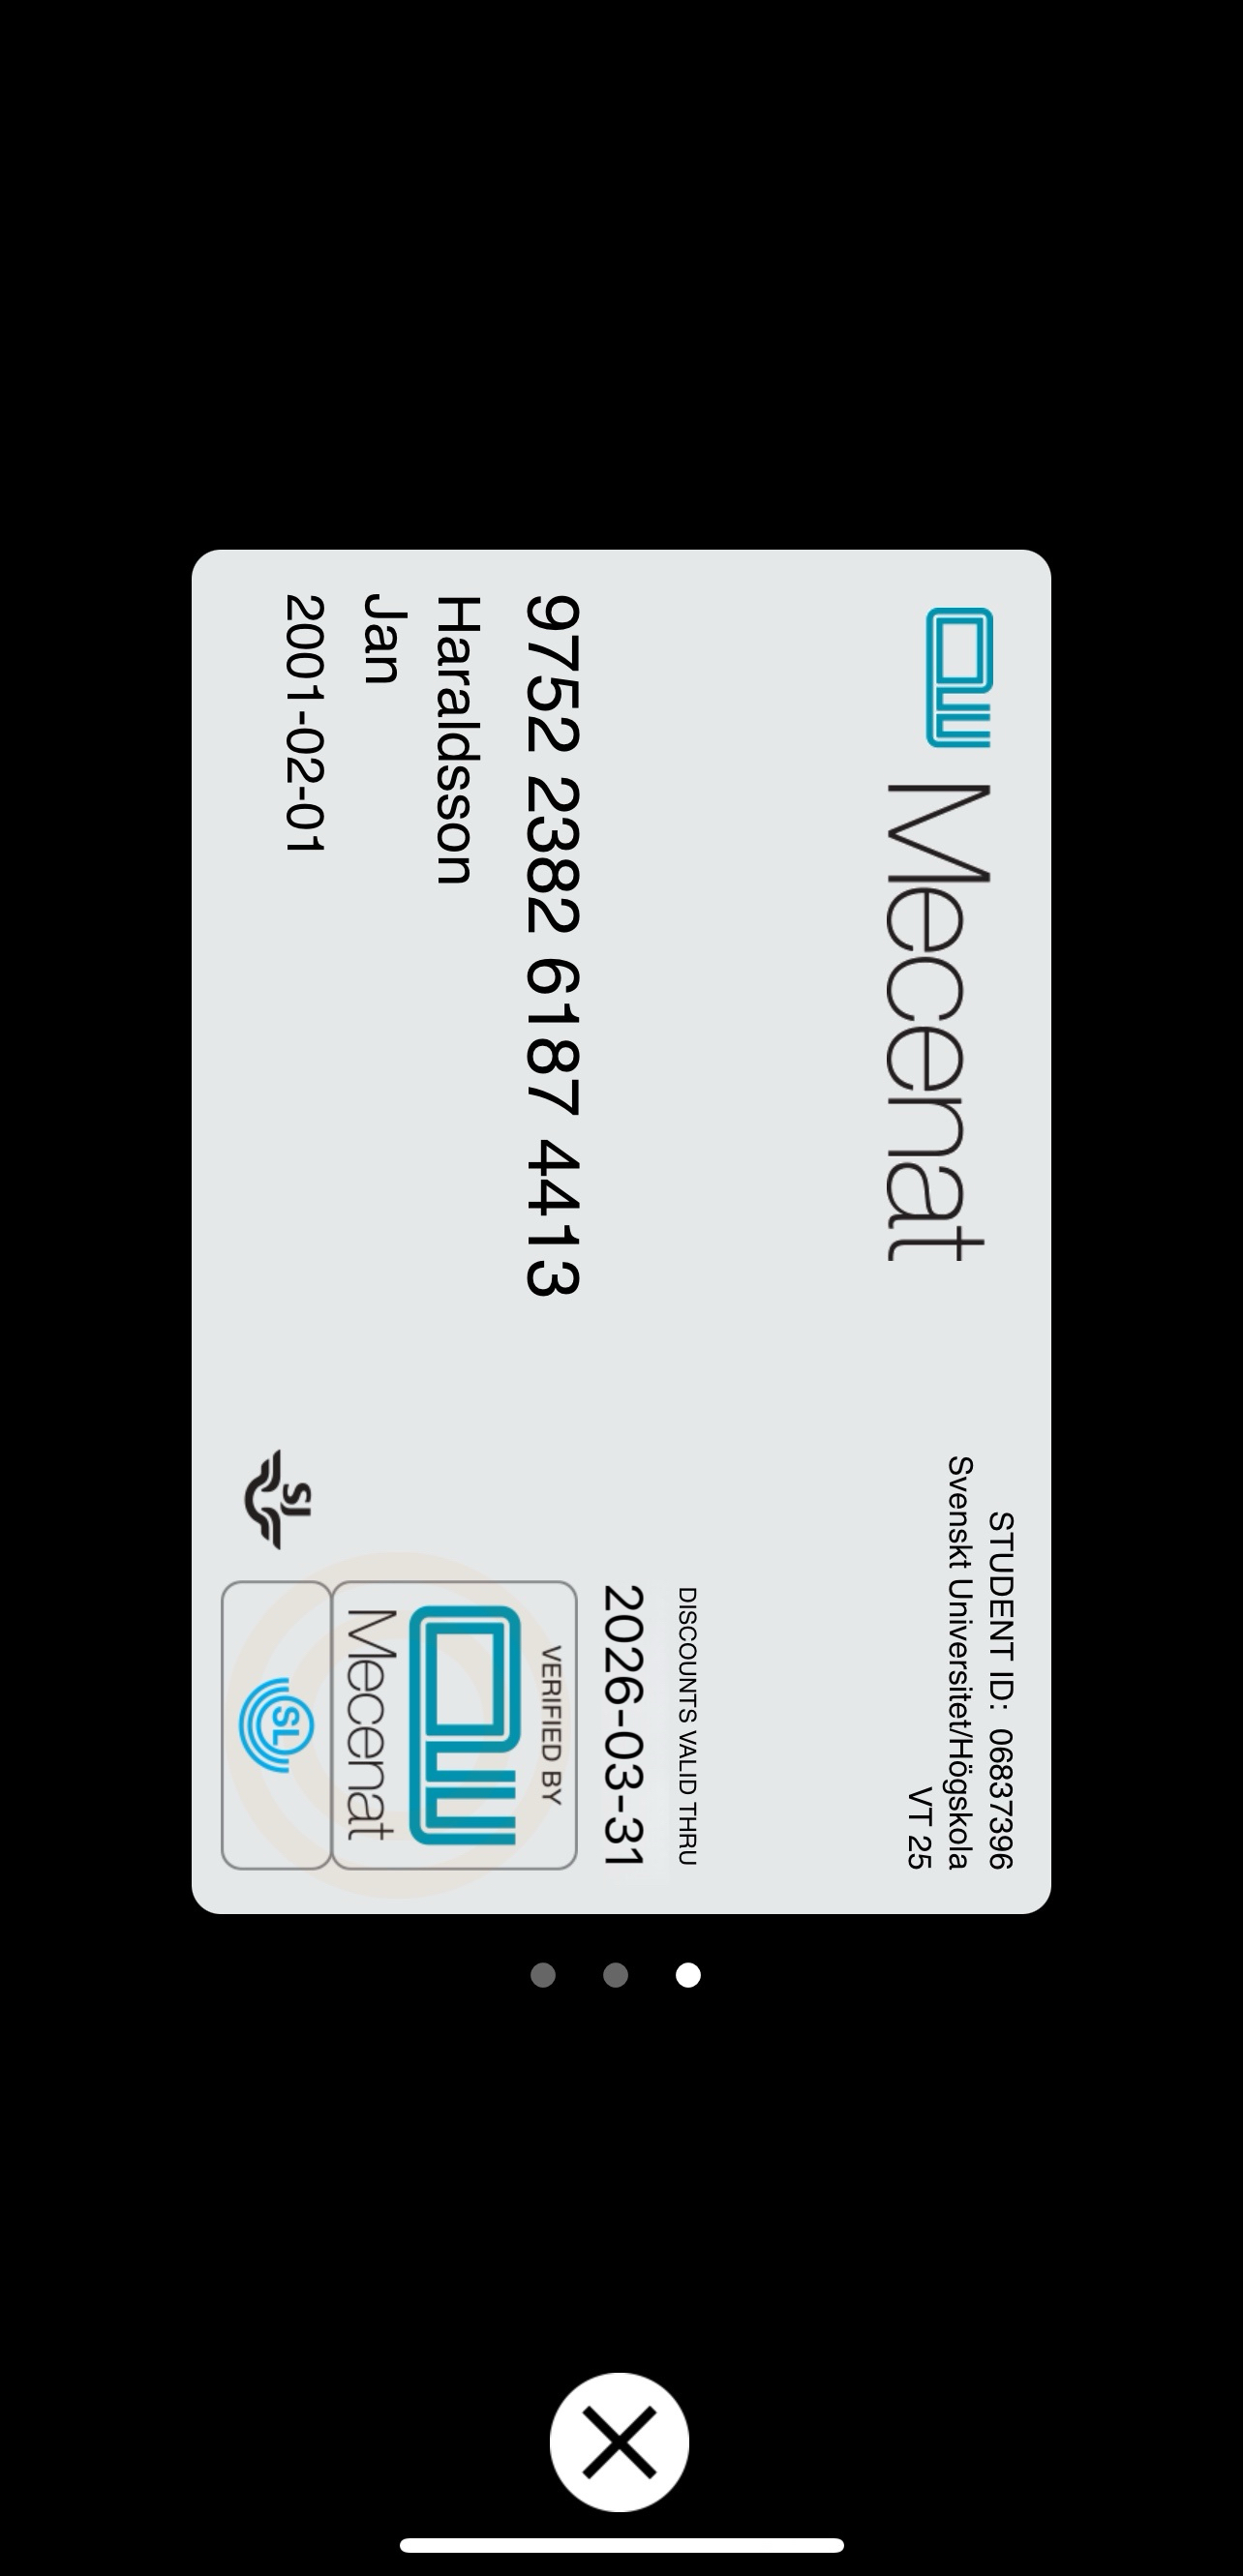 Mecenat
STUDENT ID: 06837396
Svenskt Universitet/Högskola
VT 25
9752 2382 6187 4413
Haraldsson
Jan
2001-02-01
DISCOUNTS VALID THRU
2026-03-31
VERIFIED BY
Mecenat
SJ
SL